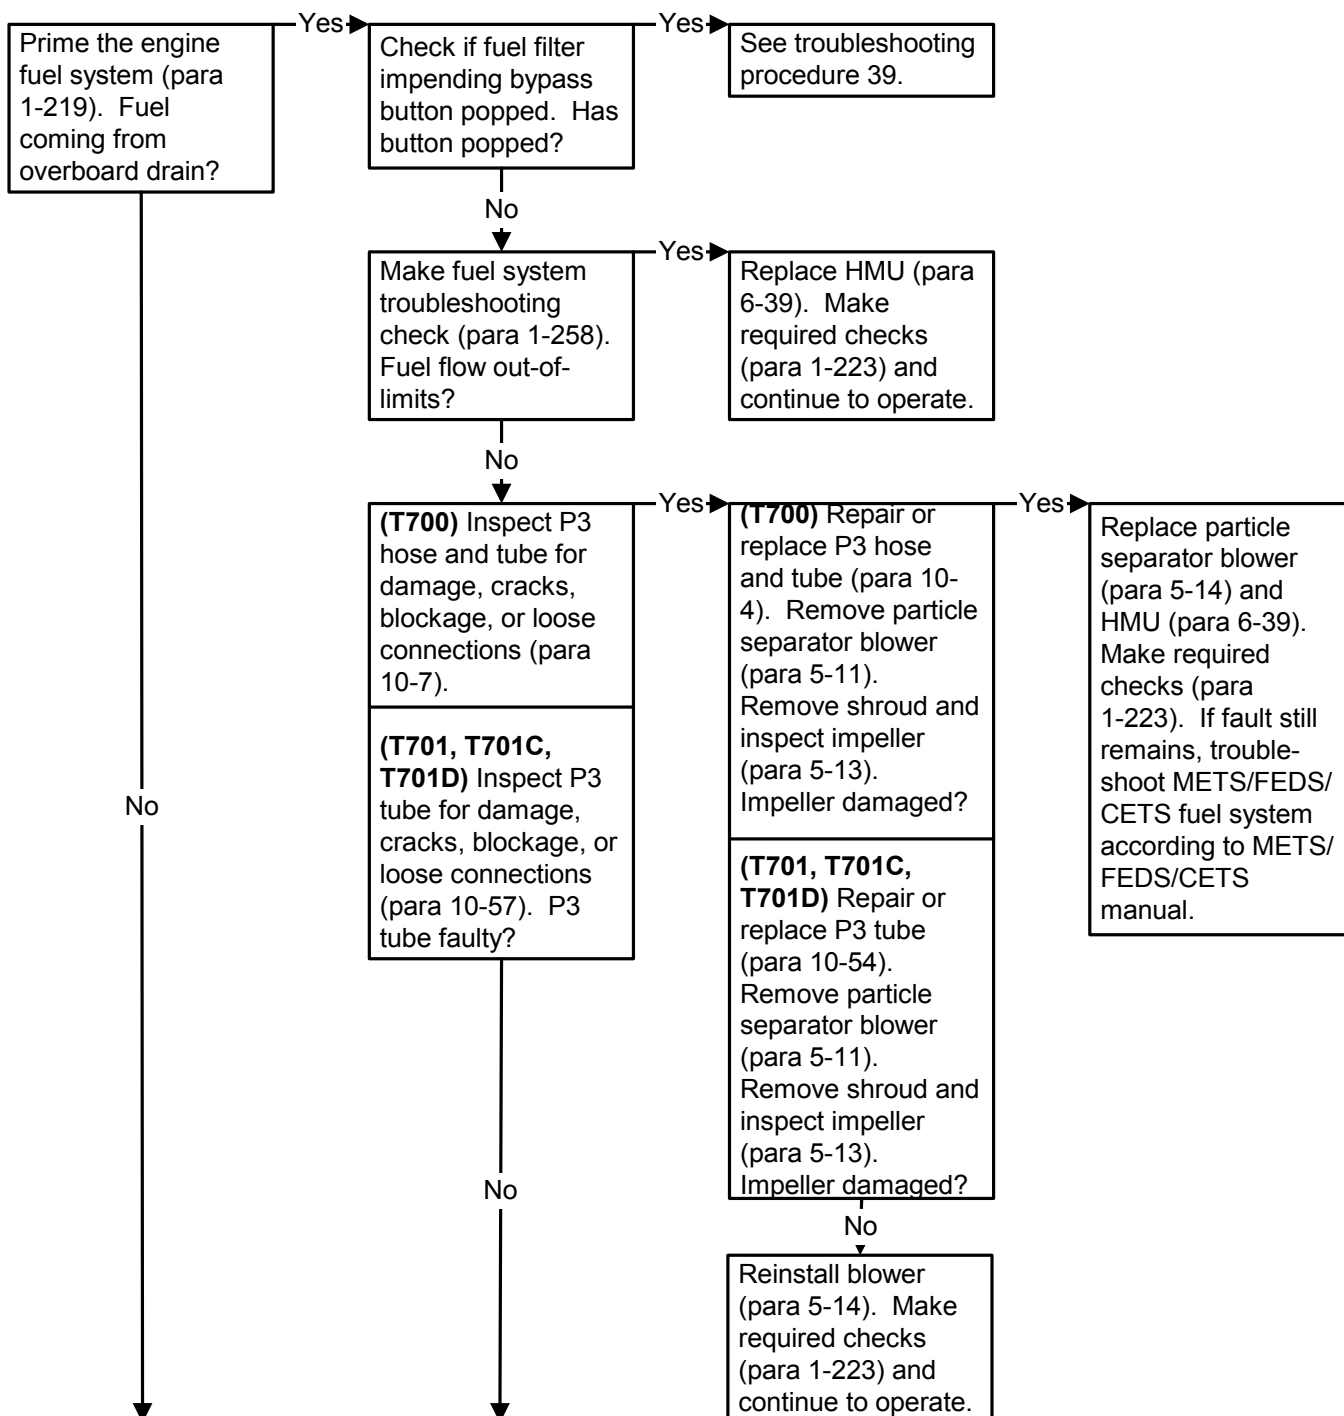 Prime the engine
fuel system (para
1-219).  Fuel
coming from
overboard drain?
Yes
Check if fuel filter
impending bypass
button popped.  Has
button popped?
Yes
See troubleshooting
procedure 39.
No
Make fuel system
troubleshooting
check (para 1-258).
Fuel flow out-of-
limits?
Yes
Replace HMU (para
6-39).  Make
required checks
(para 1-223) and
continue to operate.
No
(T700) Inspect P3
hose and tube for
damage, cracks,
blockage, or loose
connections (para
10-7).
(T701, T701C,
T701D) Inspect P3
tube for damage,
cracks, blockage, or
loose connections
(para 10-57).  P3
tube faulty?
Yes
(T700) Repair or
replace P3 hose
and tube (para 10-
4).  Remove particle
separator blower
(para 5-11).
Remove shroud and
inspect impeller
(para 5-13).
Impeller damaged?
(T701, T701C,
T701D) Repair or
replace P3 tube
(para 10-54).
Remove particle
separator blower
(para 5-11).
Remove shroud and
inspect impeller
(para 5-13).
Impeller damaged?
Yes
Replace particle
separator blower
(para 5-14) and
HMU (para 6-39).
Make required
checks (para
1-223).  If fault still
remains, trouble-
shoot METS/FEDS/
CETS fuel system
according to METS/
FEDS/CETS
manual.
No
No
No
Reinstall blower
(para 5-14).  Make
required checks
(para 1-223) and
continue to operate.